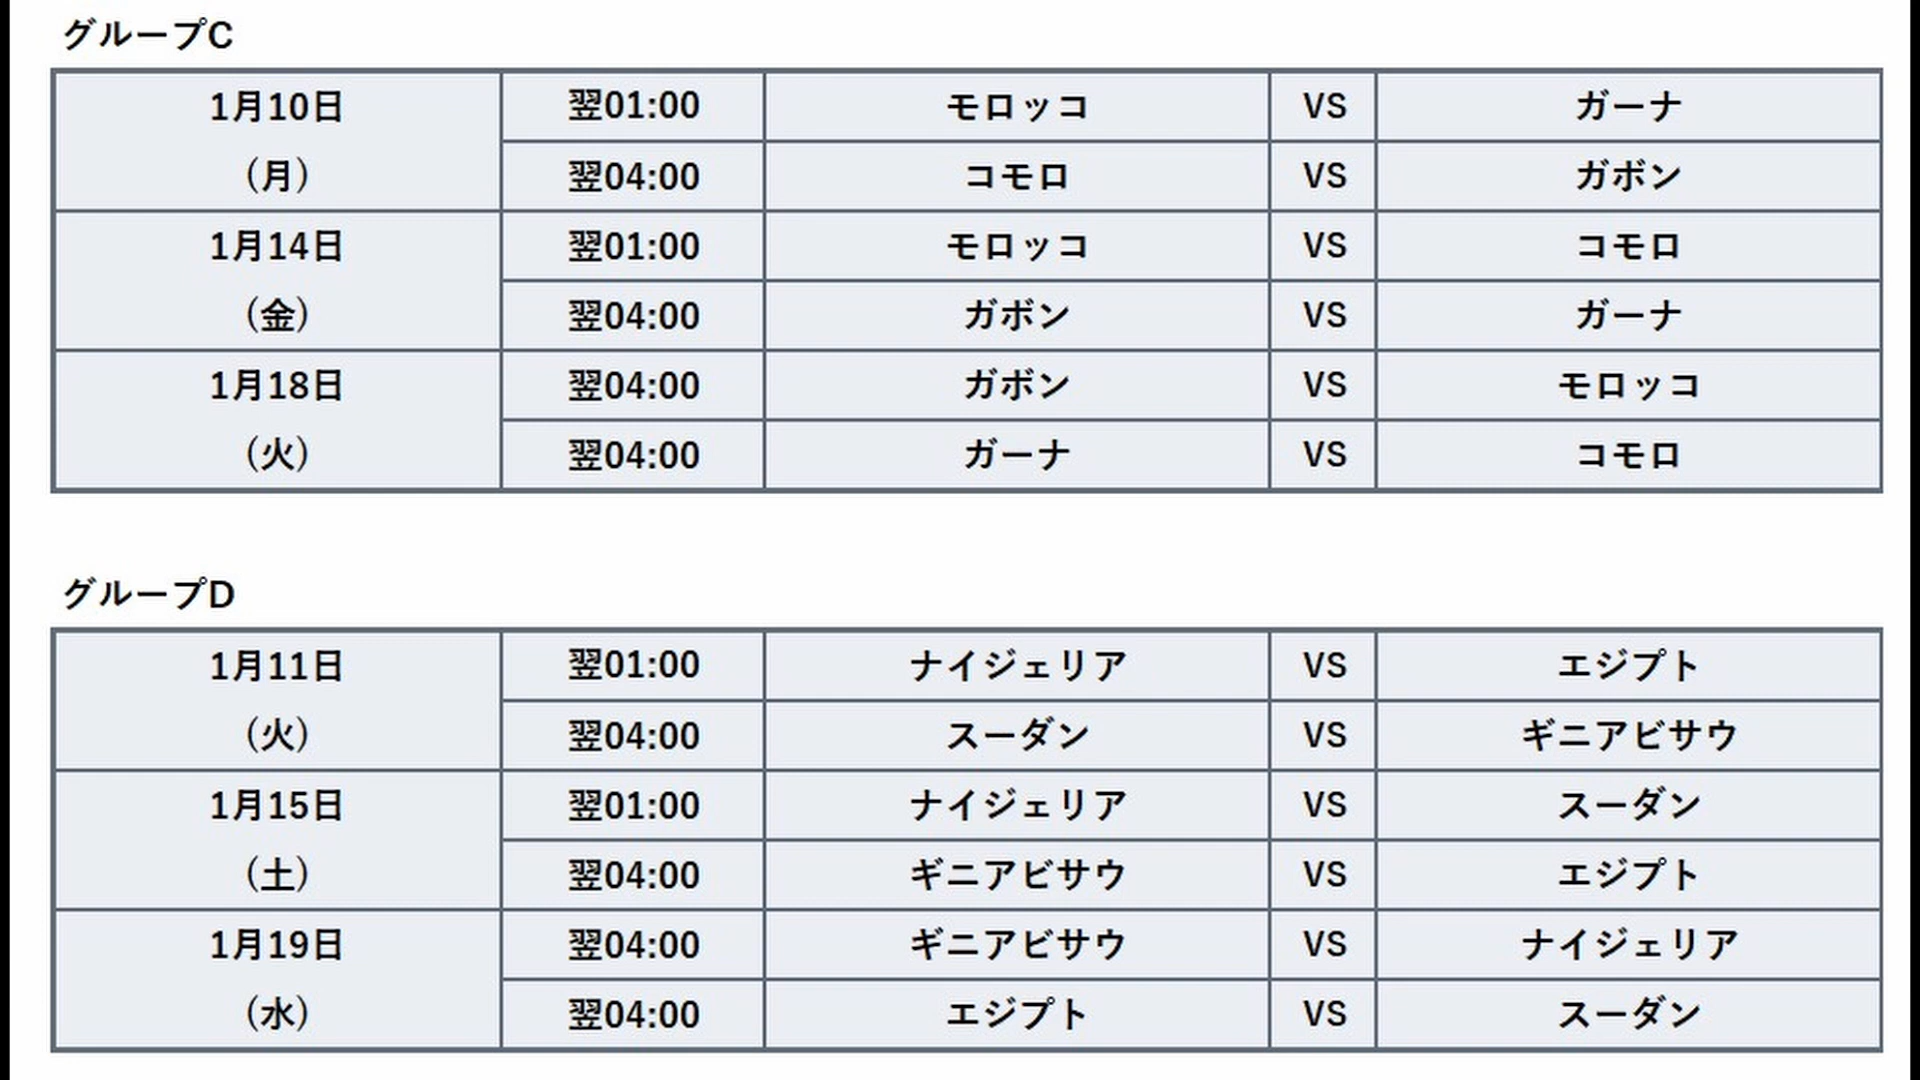 グループC
1月10日
（月）
翌01:00 モロッコ VS ガーナ
翌04:00 コモロ VS ガボン
1月14日
（金）
翌01:00 モロッコ VS コモロ
翌04:00 ガボン VS ガーナ
1月18日
（火）
翌04:00 ガボン VS モロッコ
翌04:00 ガーナ VS コモロ
グループD
1月11日
（火）
翌01:00 ナイジェリア VS エジプト
翌04:00 スーダン VS ギニアビサウ
1月15日
（土）
翌01:00 ナイジェリア VS スーダン
翌04:00 ギニアビサウ VS エジプト
1月19日
（水）
翌04:00 ギニアビサウ VS ナイジェリア
翌04:00 エジプト VS スーダン